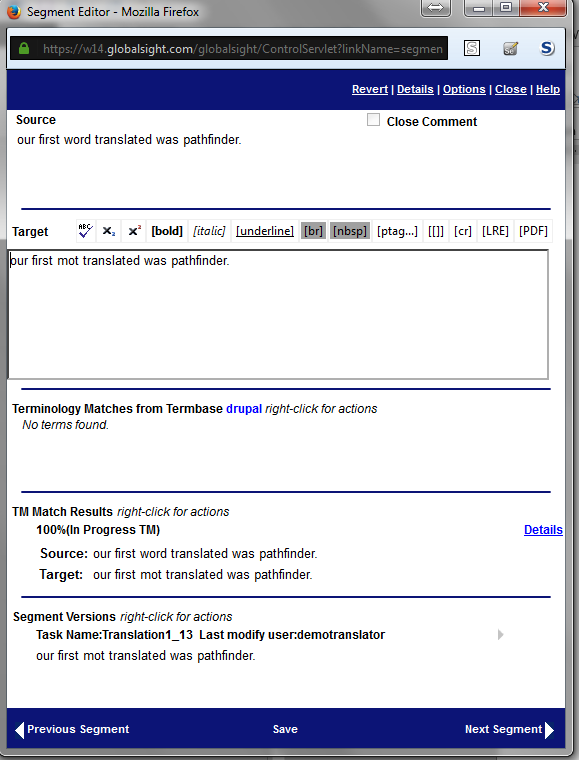 Segment Editor - Mozilla Firefox
https://w14.globalsight.com/globalsight/ControlServlet?linkName=segmen
Revert | Details | Options | Close | Help
Source
Close Comment
our first word translated was pathfinder.
Target ABC x₂ x² [bold] [italic] [underline] [br] [nbsp] [ptag...] [[]] [cr] [LRE] [PDF]
our first mot translated was pathfinder.
Terminology Matches from Termbase drupal right-click for actions
No terms found.
TM Match Results right-click for actions
100%(In Progress TM) Details
Source: our first word translated was pathfinder.
Target: our first mot translated was pathfinder.
Segment Versions right-click for actions
Task Name:Translation1_13 Last modify user:demotranslator
our first mot translated was pathfinder.
Previous Segment Save Next Segment